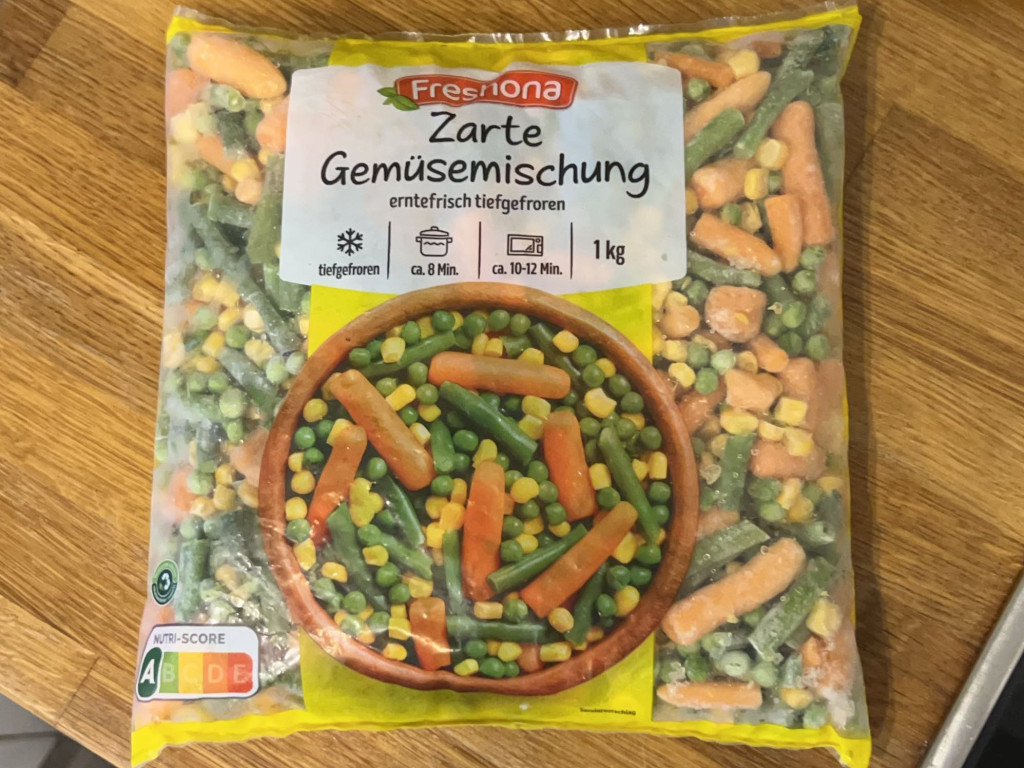 Freshona
Zarte
Gemüsemischung
erntefrisch tiefgefroren
tiefgefroren
ca. 8 Min.
ca. 10-12 Min.
1 kg
NUTRI-SCORE
A B C D E